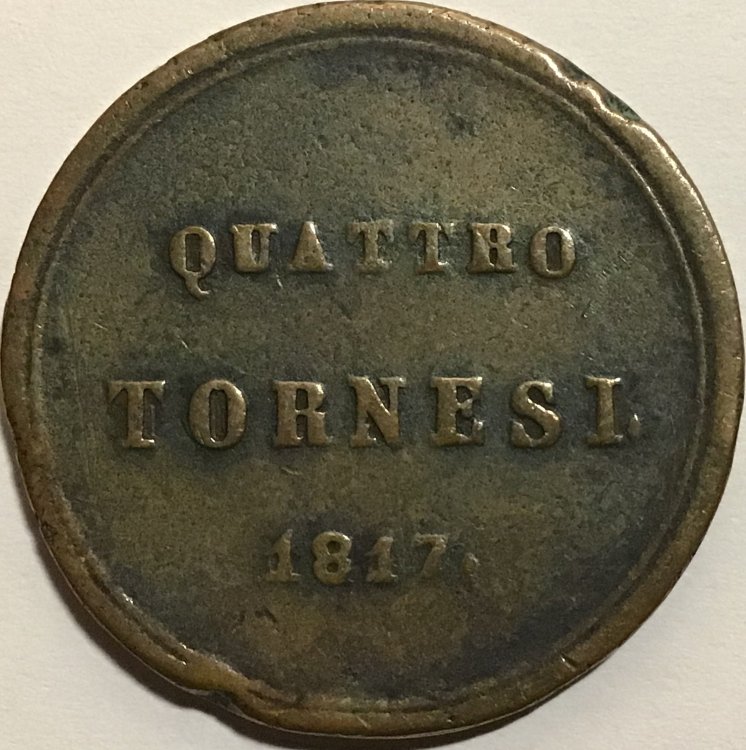 QUATTRO
TORNESI.
1817.